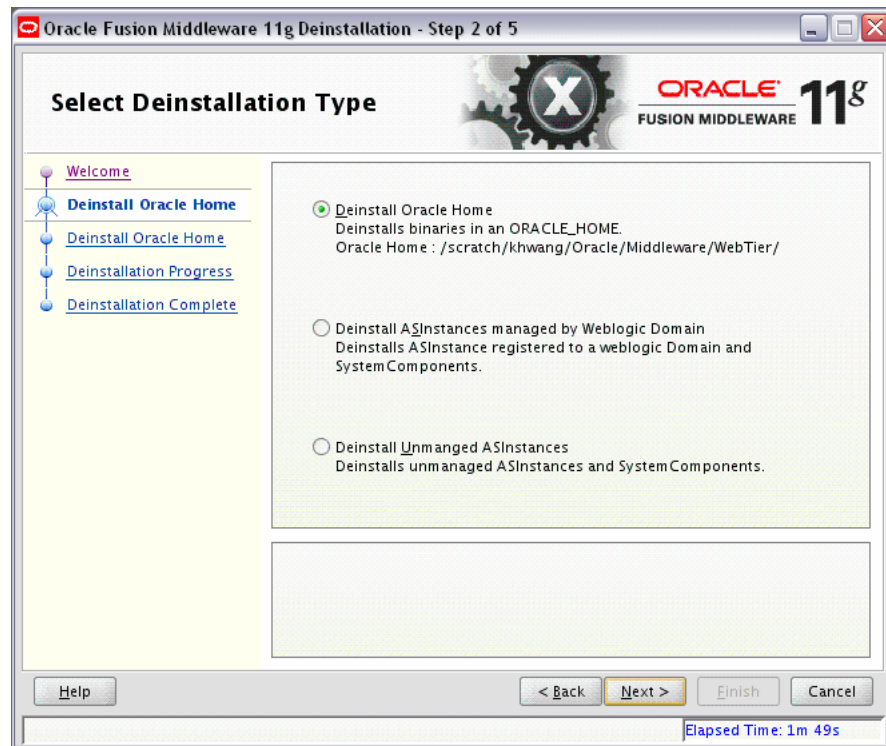 Oracle Fusion Middleware 11g Deinstallation - Step 2 of 5
Select Deinstallation Type
X
ORACLE
FUSION MIDDLEWARE
11g
Welcome
Deinstall Oracle Home
Deinstall Oracle Home
Deinstallation Progress
Deinstallation Complete
Deinstall Oracle Home
Deinstalls binaries in an ORACLE_HOME.
Oracle Home : /scratch/khwang/Oracle/Middleware/WebTier/
Deinstall ASInstances managed by Weblogic Domain
Deinstalls ASInstance registered to a weblogic Domain and
SystemComponents.
Deinstall Unmanged ASInstances
Deinstalls unmanaged ASInstances and SystemComponents.
Help
< Back
Next >
Finish
Cancel
Elapsed Time: 1m 49s